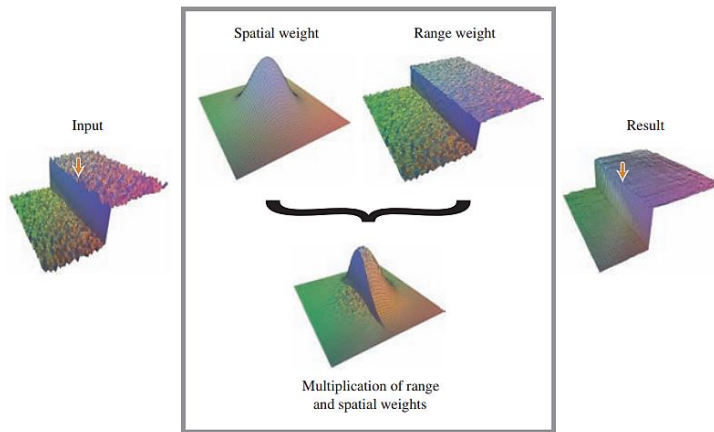 Spatial weight
Range weight
Input
Result
Multiplication of range
and spatial weights